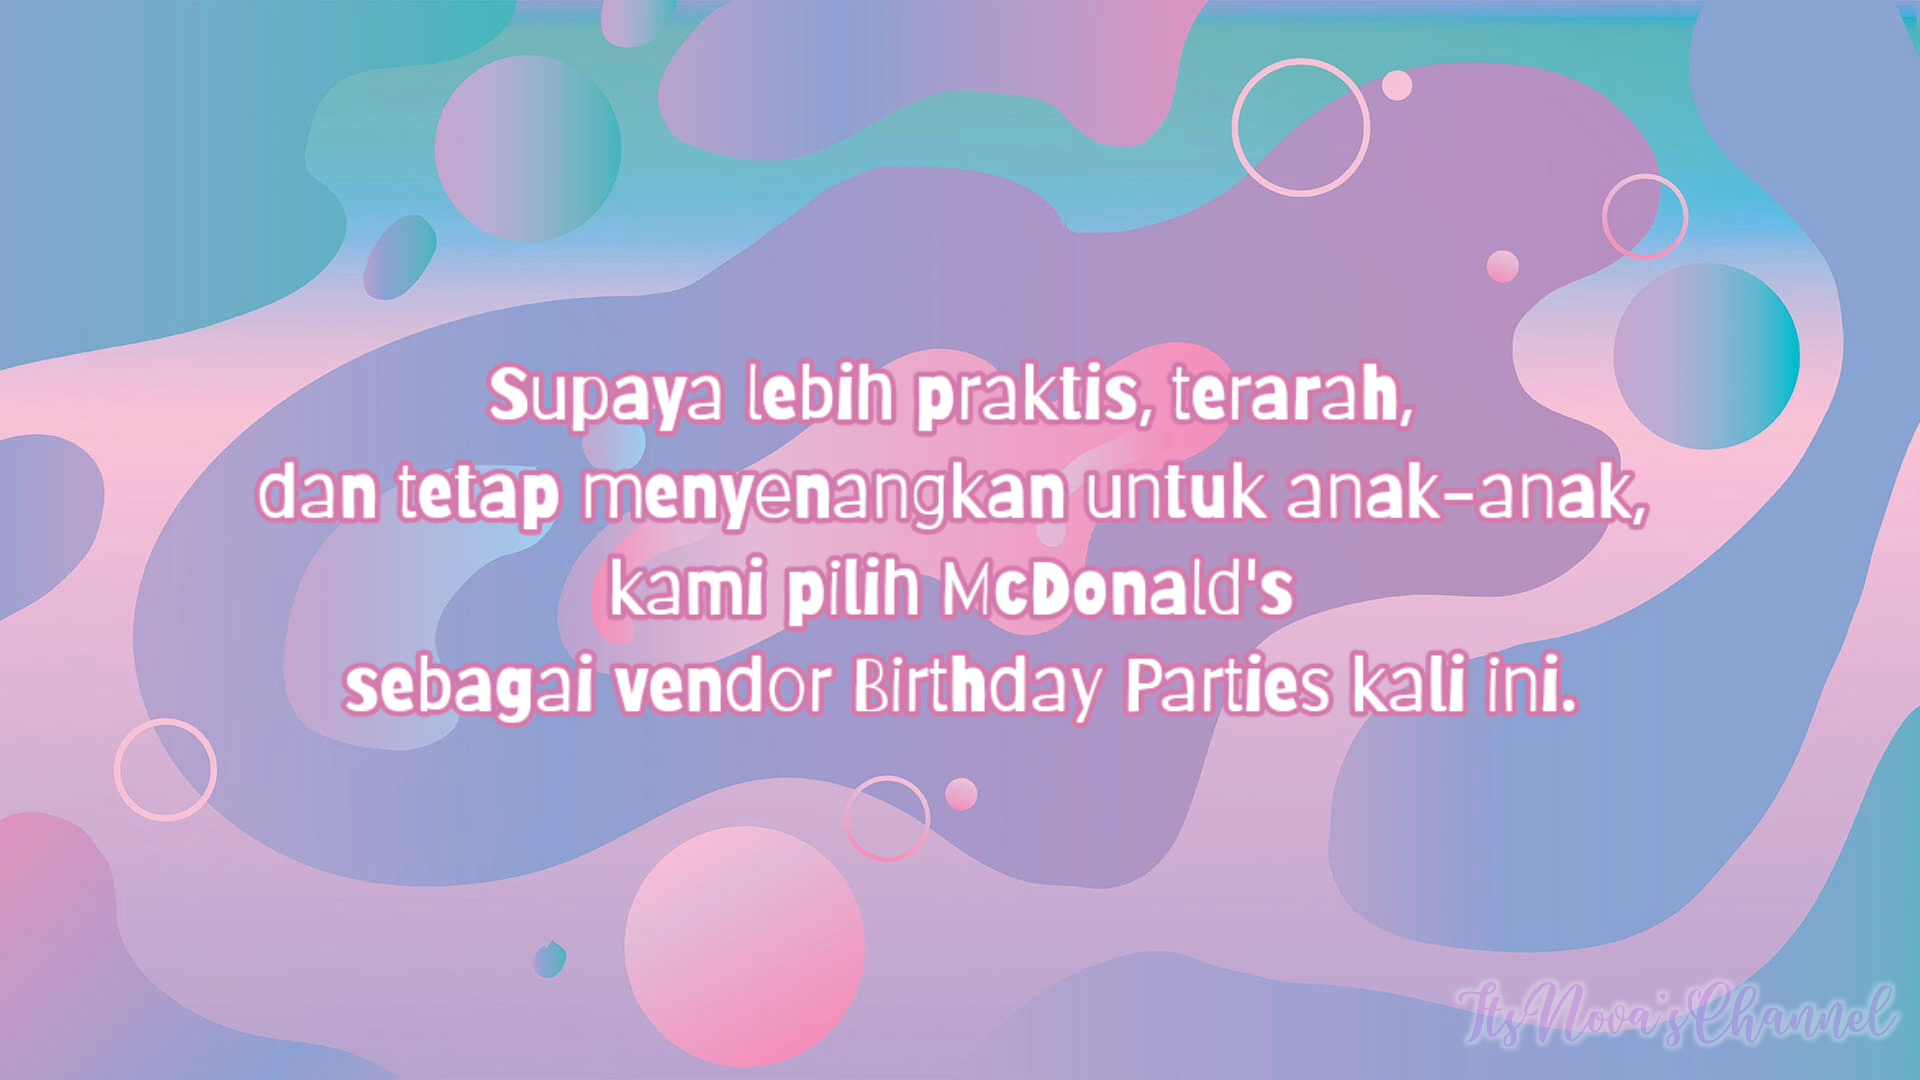 Supaya lebih praktis, terarah,
dan tetap menyenangkan untuk anak-anak,
kami pilih McDonald's
sebagai vendor Birthday Parties kali ini.
ItsNova'sChannel